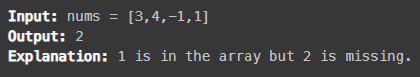 Input: nums = [3,4,-1,1]
Output: 2
Explanation: 1 is in the array but 2 is missing.